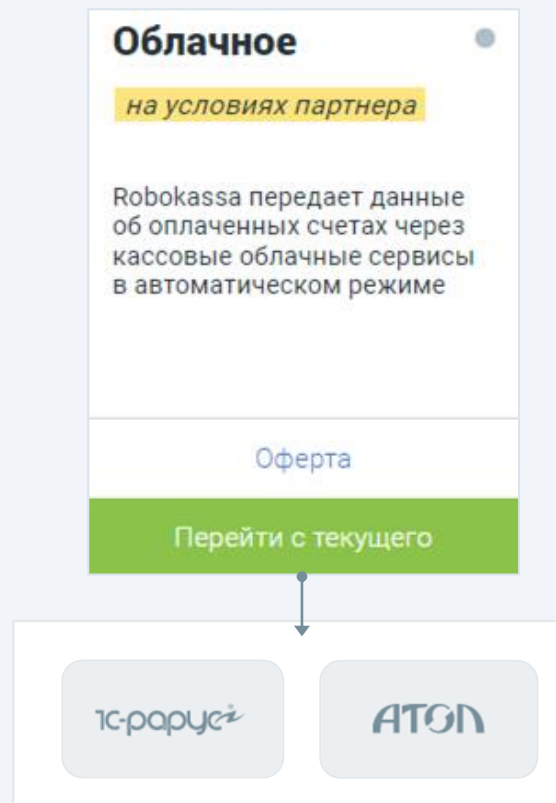 Облачное
на условиях партнера
Robokassa передает данные
об оплаченных счетах через
кассовые облачные сервисы
в автоматическом режиме
Оферта
Перейти с текущего
1С-рарус
АТОЛ